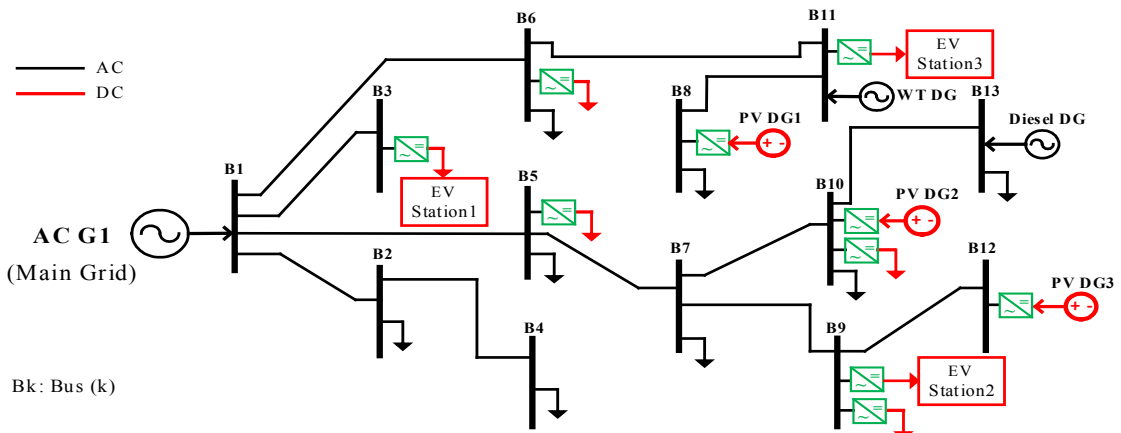 B6
B11
AC
DC
EV
Station3
B3
B8
WT DG
B13
PV DG1
Diesel DG
B1
EV
Station1
B5
B10
PV DG2
AC G1
(Main Grid)
B2
B7
B12
PV DG3
B4
B9
EV
Station2
Bk: Bus (k)